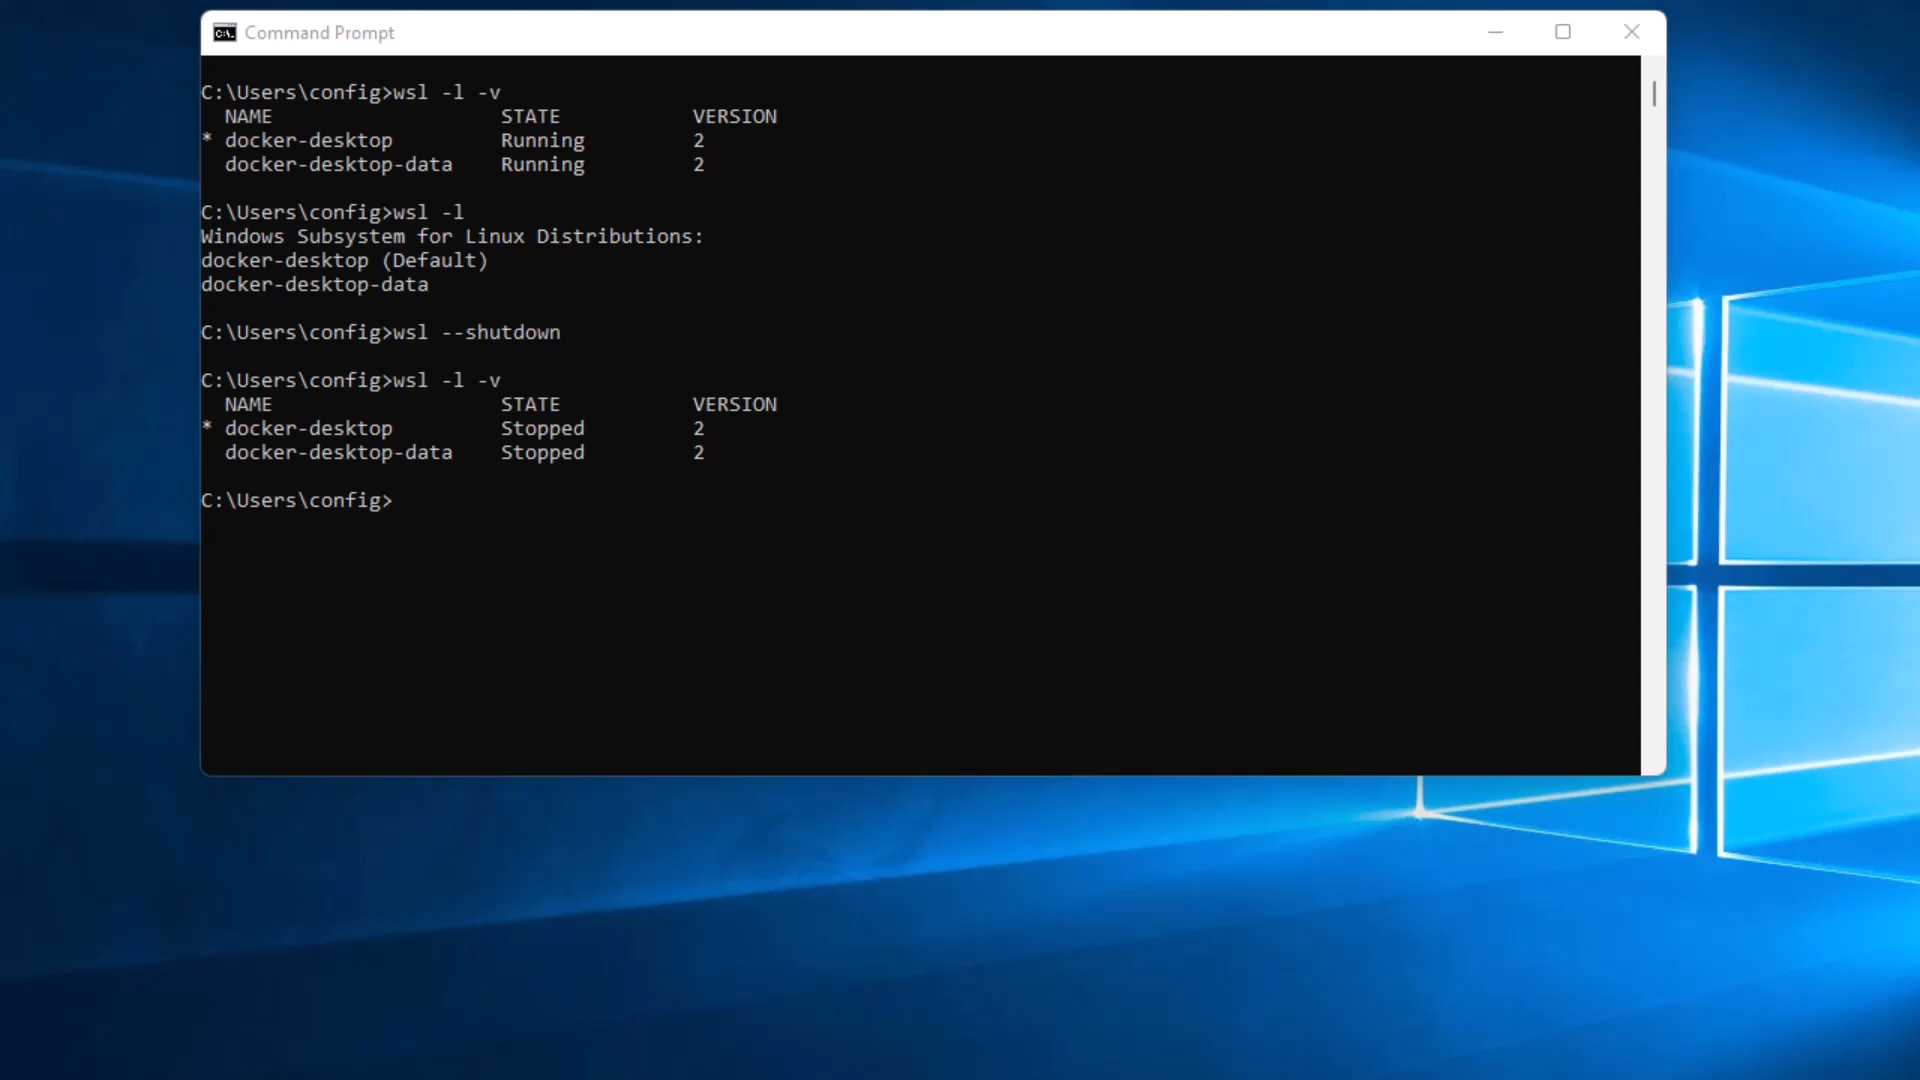 Command Prompt
C:\Users\config>wsl -l -v
  NAME                   STATE           VERSION
* docker-desktop         Running         2
  docker-desktop-data    Running         2
C:\Users\config>wsl -l
Windows Subsystem for Linux Distributions:
docker-desktop (Default)
docker-desktop-data
C:\Users\config>wsl --shutdown
C:\Users\config>wsl -l -v
  NAME                   STATE           VERSION
* docker-desktop         Stopped         2
  docker-desktop-data    Stopped         2
C:\Users\config>